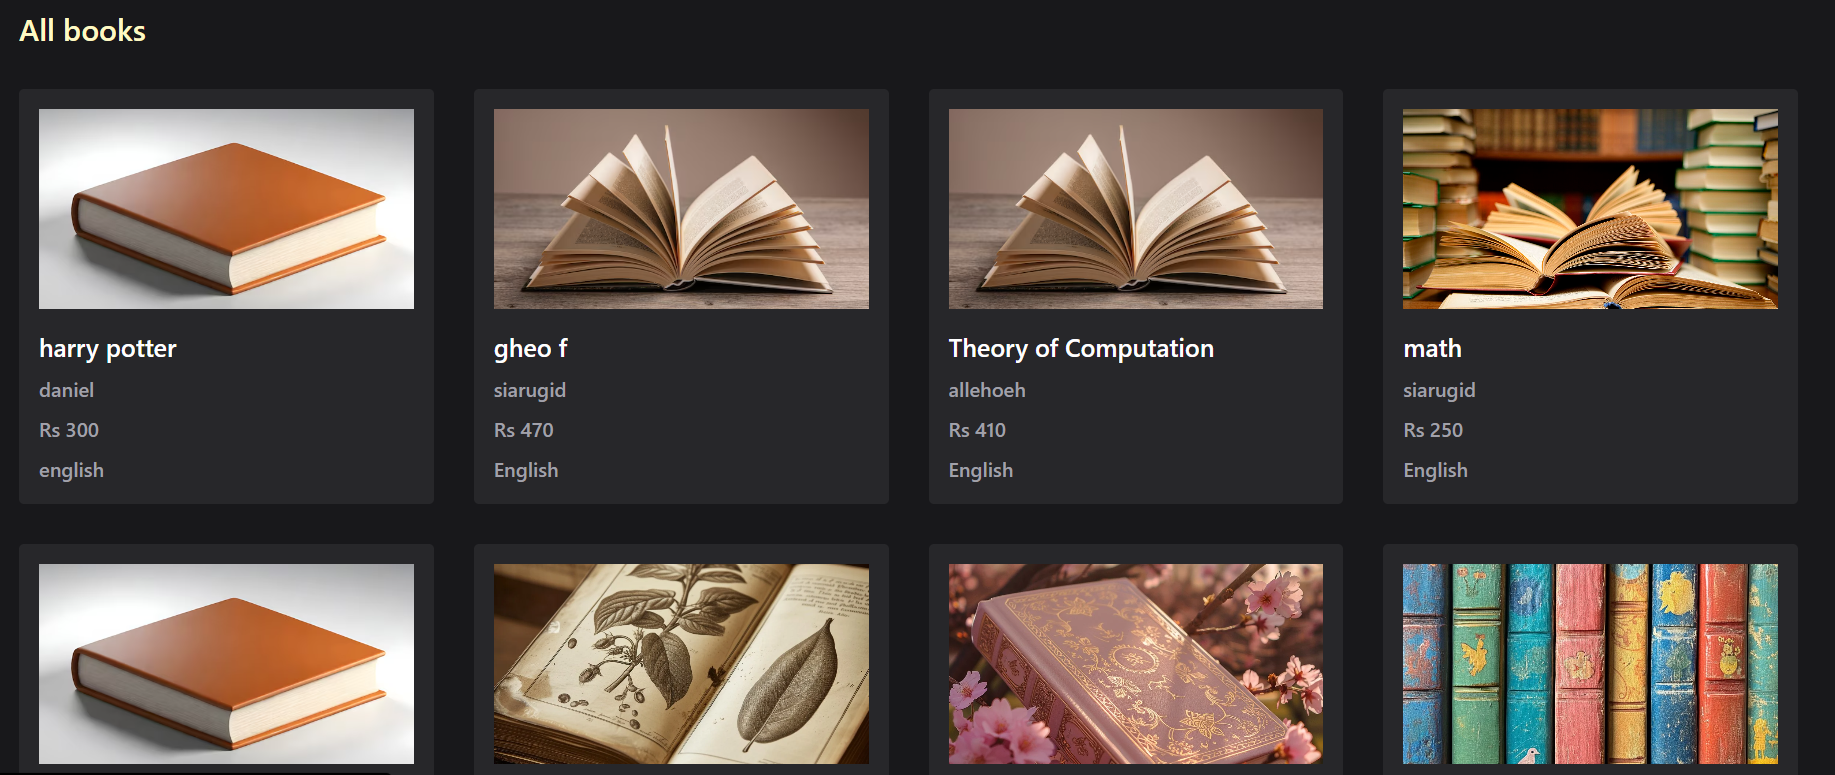 All books
harry potter
daniel
Rs 300
english
gheo f
siarugid
Rs 470
English
Theory of Computation
allehoeh
Rs 410
English
math
siarugid
Rs 250
English